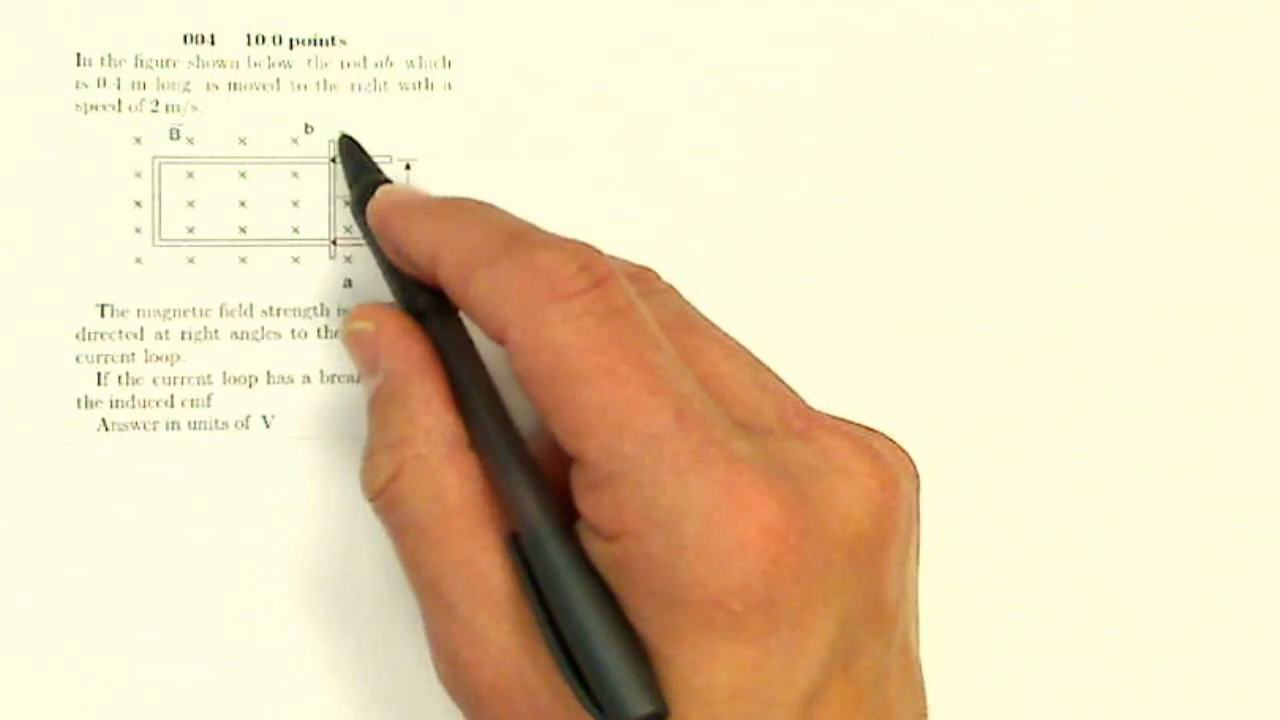 004 10.0 points
In the figure shown below, the rod ab, which
is 0.4 m long, is moved to the right with a
speed of 2 m/s.
B
b
a
The magnetic field strength
directed at right angles to the
current loop.
If the current loop has a
the induced emf
Answer in units of V